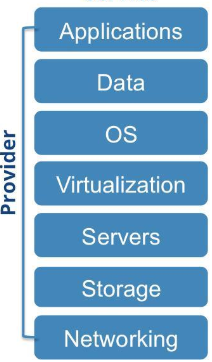 Applications
Data
OS
Virtualization
Servers
Storage
Networking
Provider